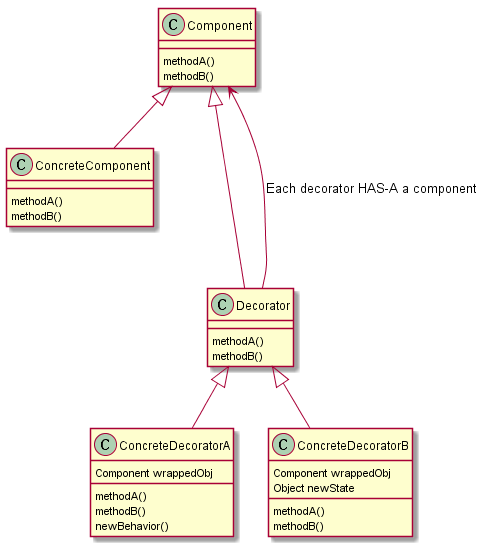 C Component
methodA()
methodB()
C ConcreteComponent
methodA()
methodB()
Each decorator HAS-A a component
C Decorator
methodA()
methodB()
C ConcreteDecoratorA
Component wrappedObj
methodA()
methodB()
newBehavior()
C ConcreteDecoratorB
Component wrappedObj
Object newState
methodA()
methodB()